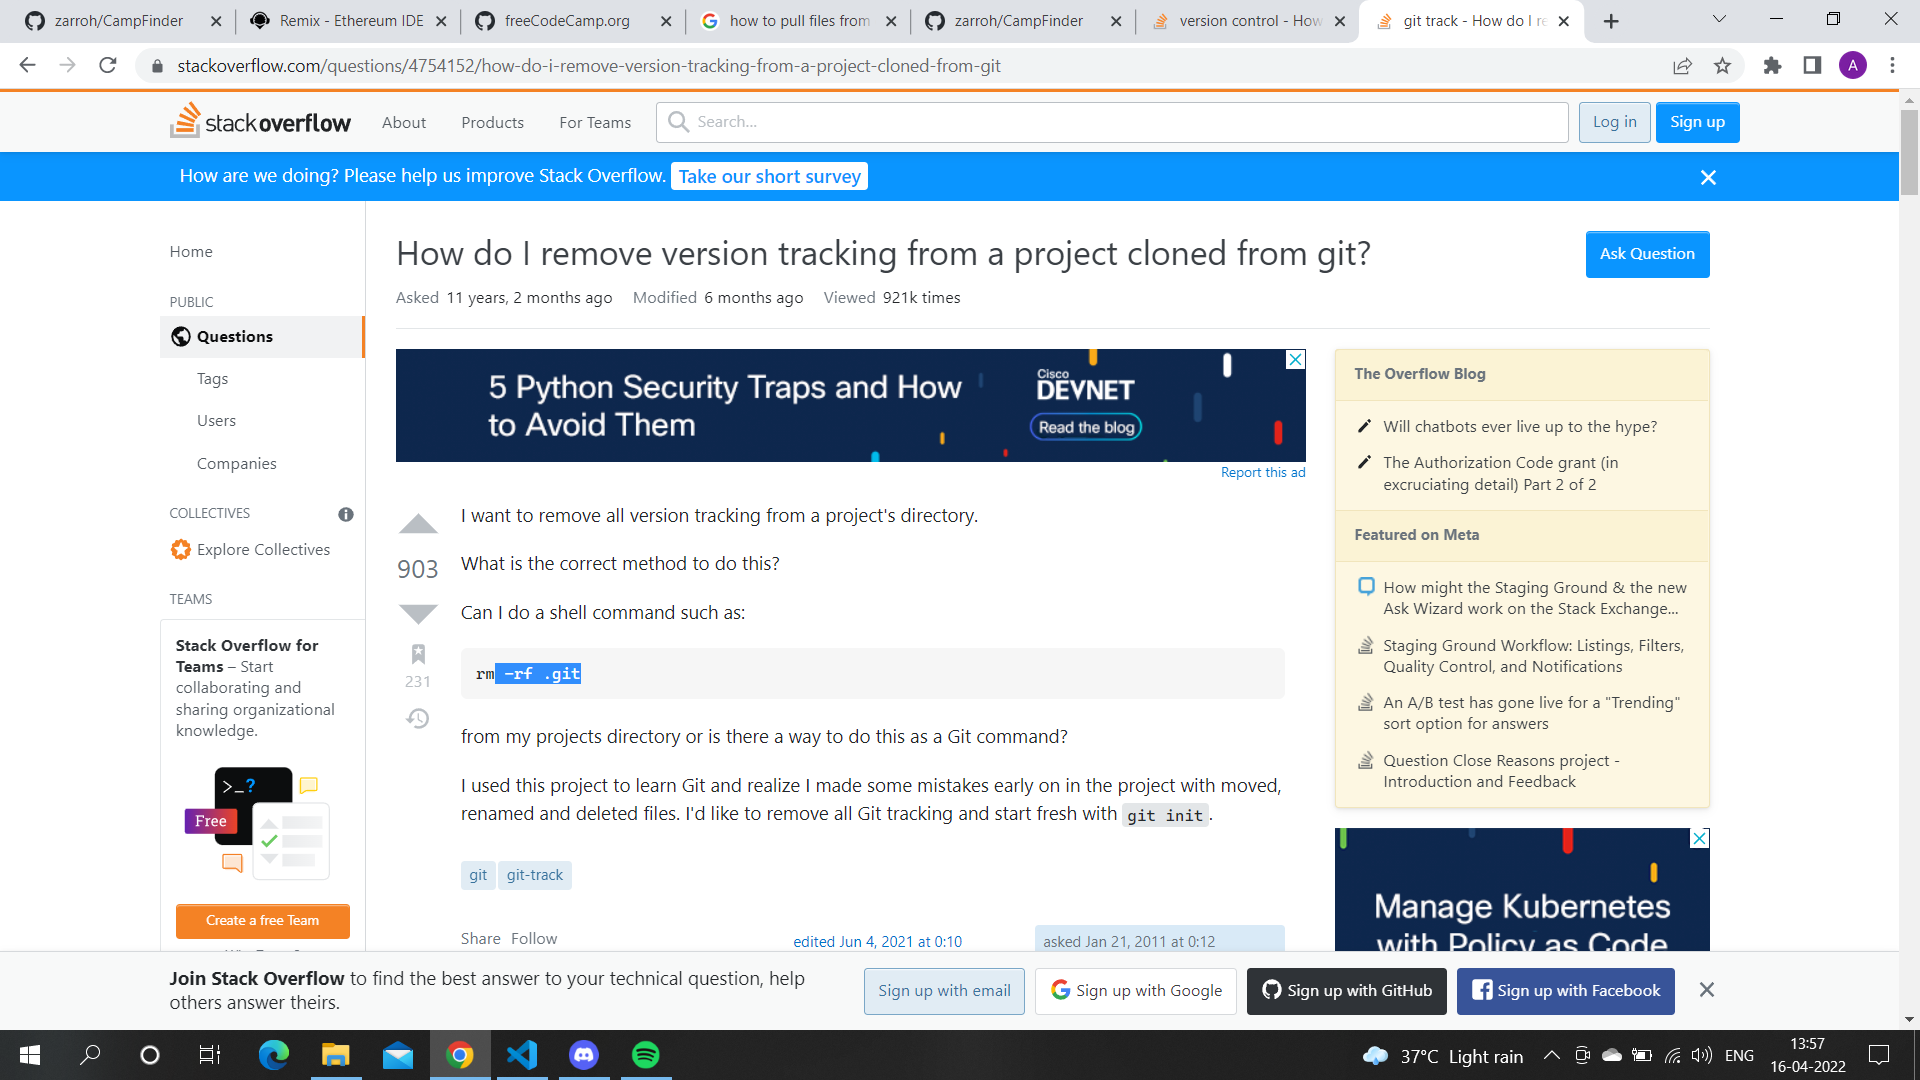 zarroh/CampFinder
Remix - Ethereum IDE
freeCodeCamp.org
how to pull files from
zarroh/CampFinder
version control - How
git track - How do I re
stackoverflow.com/questions/4754152/how-do-i-remove-version-tracking-from-a-project-cloned-from-git
A
stackoverflow
About
Products
For Teams
Search...
Log in
Sign up
How are we doing? Please help us improve Stack Overflow. Take our short survey
Home
PUBLIC
Questions
Tags
Users
Companies
COLLECTIVES
Explore Collectives
TEAMS
Stack Overflow for
Teams – Start
collaborating and
sharing organizational
knowledge.
>_?
Free
Create a free Team
How do I remove version tracking from a project cloned from git?
Ask Question
Asked 11 years, 2 months ago Modified 6 months ago Viewed 921k times
5 Python Security Traps and How
to Avoid Them
Cisco
DEVNET
Read the blog
Report this ad
903
231
I want to remove all version tracking from a project's directory.
What is the correct method to do this?
Can I do a shell command such as:
rm -rf .git
from my projects directory or is there a way to do this as a Git command?
I used this project to learn Git and realize I made some mistakes early on in the project with moved,
renamed and deleted files. I'd like to remove all Git tracking and start fresh with git init.
git git-track
Share Follow
edited Jun 4, 2021 at 0:10
asked Jan 21, 2011 at 0:12
The Overflow Blog
Will chatbots ever live up to the hype?
The Authorization Code grant (in
excruciating detail) Part 2 of 2
Featured on Meta
How might the Staging Ground & the new
Ask Wizard work on the Stack Exchange...
Staging Ground Workflow: Listings, Filters,
Quality Control, and Notifications
An A/B test has gone live for a "Trending"
sort option for answers
Question Close Reasons project -
Introduction and Feedback
Manage Kubernetes
with Policy as Code
Join Stack Overflow to find the best answer to your technical question, help
others answer theirs.
Sign up with email
Sign up with Google
Sign up with GitHub
Sign up with Facebook
37°C Light rain
ENG
13:57
16-04-2022